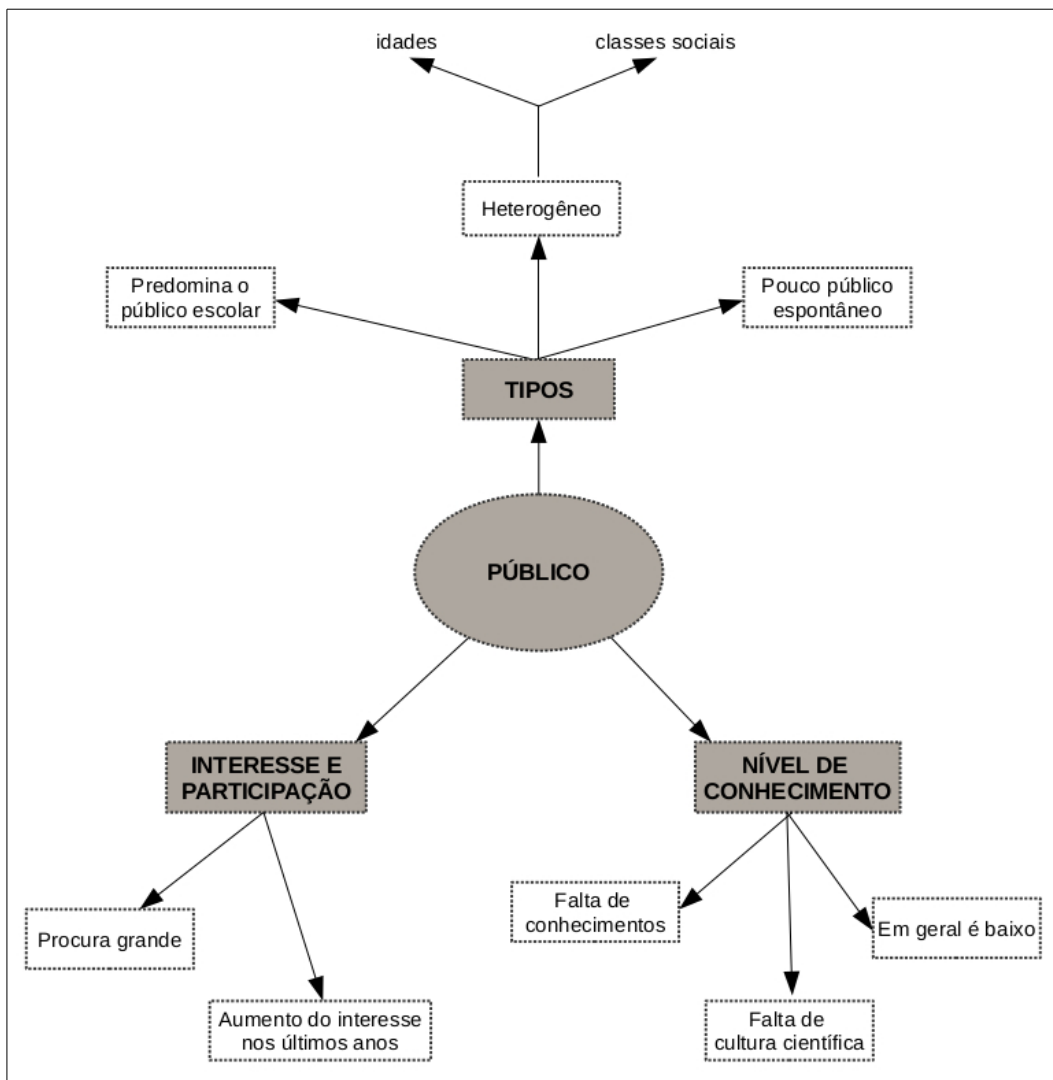 idades
classes sociais
Heterogêneo
Predomina o
público escolar
Pouco público
espontâneo
TIPOS
PÚBLICO
INTERESSE E
PARTICIPAÇÃO
NÍVEL DE
CONHECIMENTO
Procura grande
Aumento do interesse
nos últimos anos
Falta de
conhecimentos
Em geral é baixo
Falta de
cultura científica